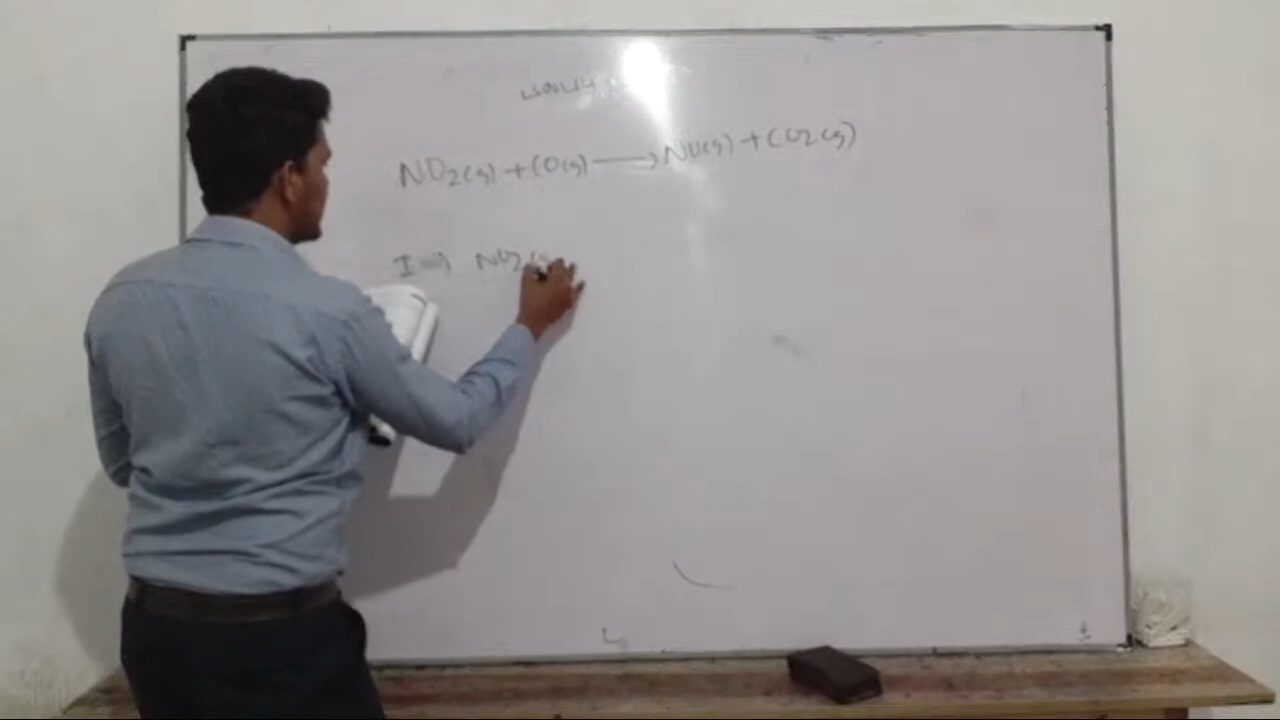 NO2(g) + CO(g) ⟶ NO(g) + CO2(g)
I ⇒ NO2(